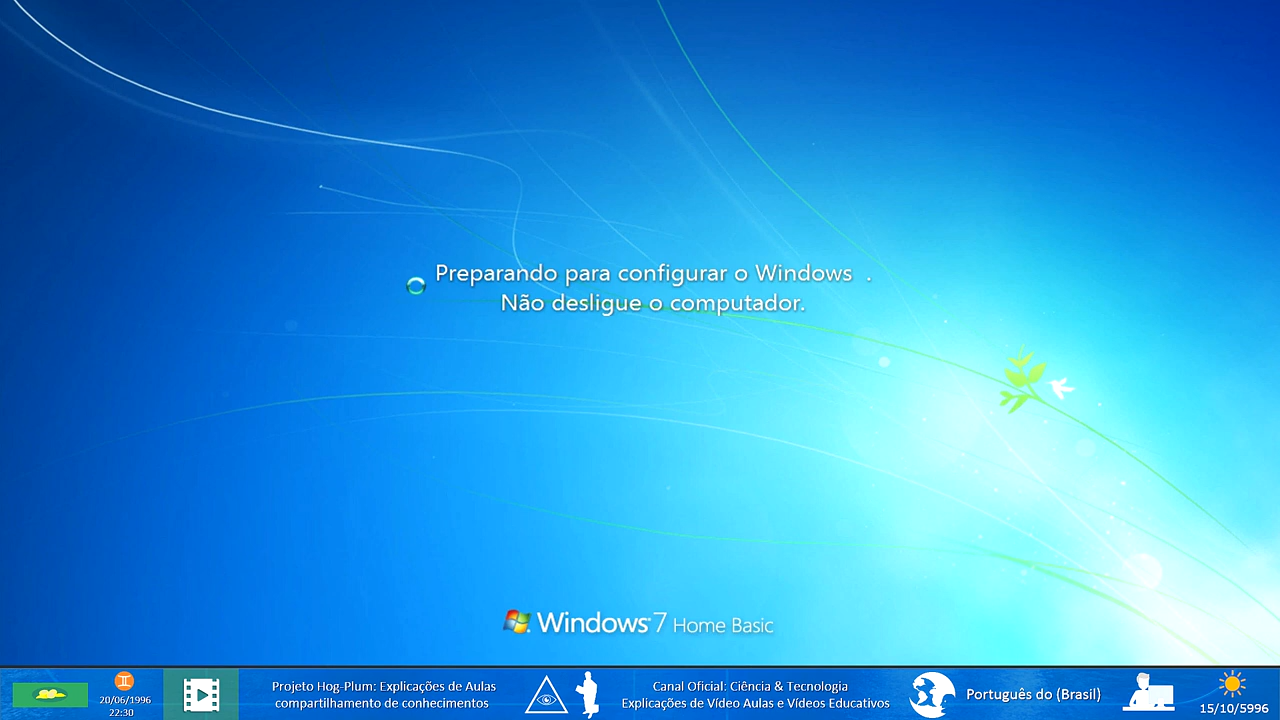 Preparando para configurar o Windows .
Não desligue o computador.
Windows 7 Home Basic
20/06/1996
22:30
Projeto Hog-Plum: Explicações de Aulas
compartilhamento de conhecimentos
Canal Oficial: Ciência & Tecnologia
Explicações de Vídeo Aulas e Vídeos Educativos
Português do (Brasil)
15/10/5996